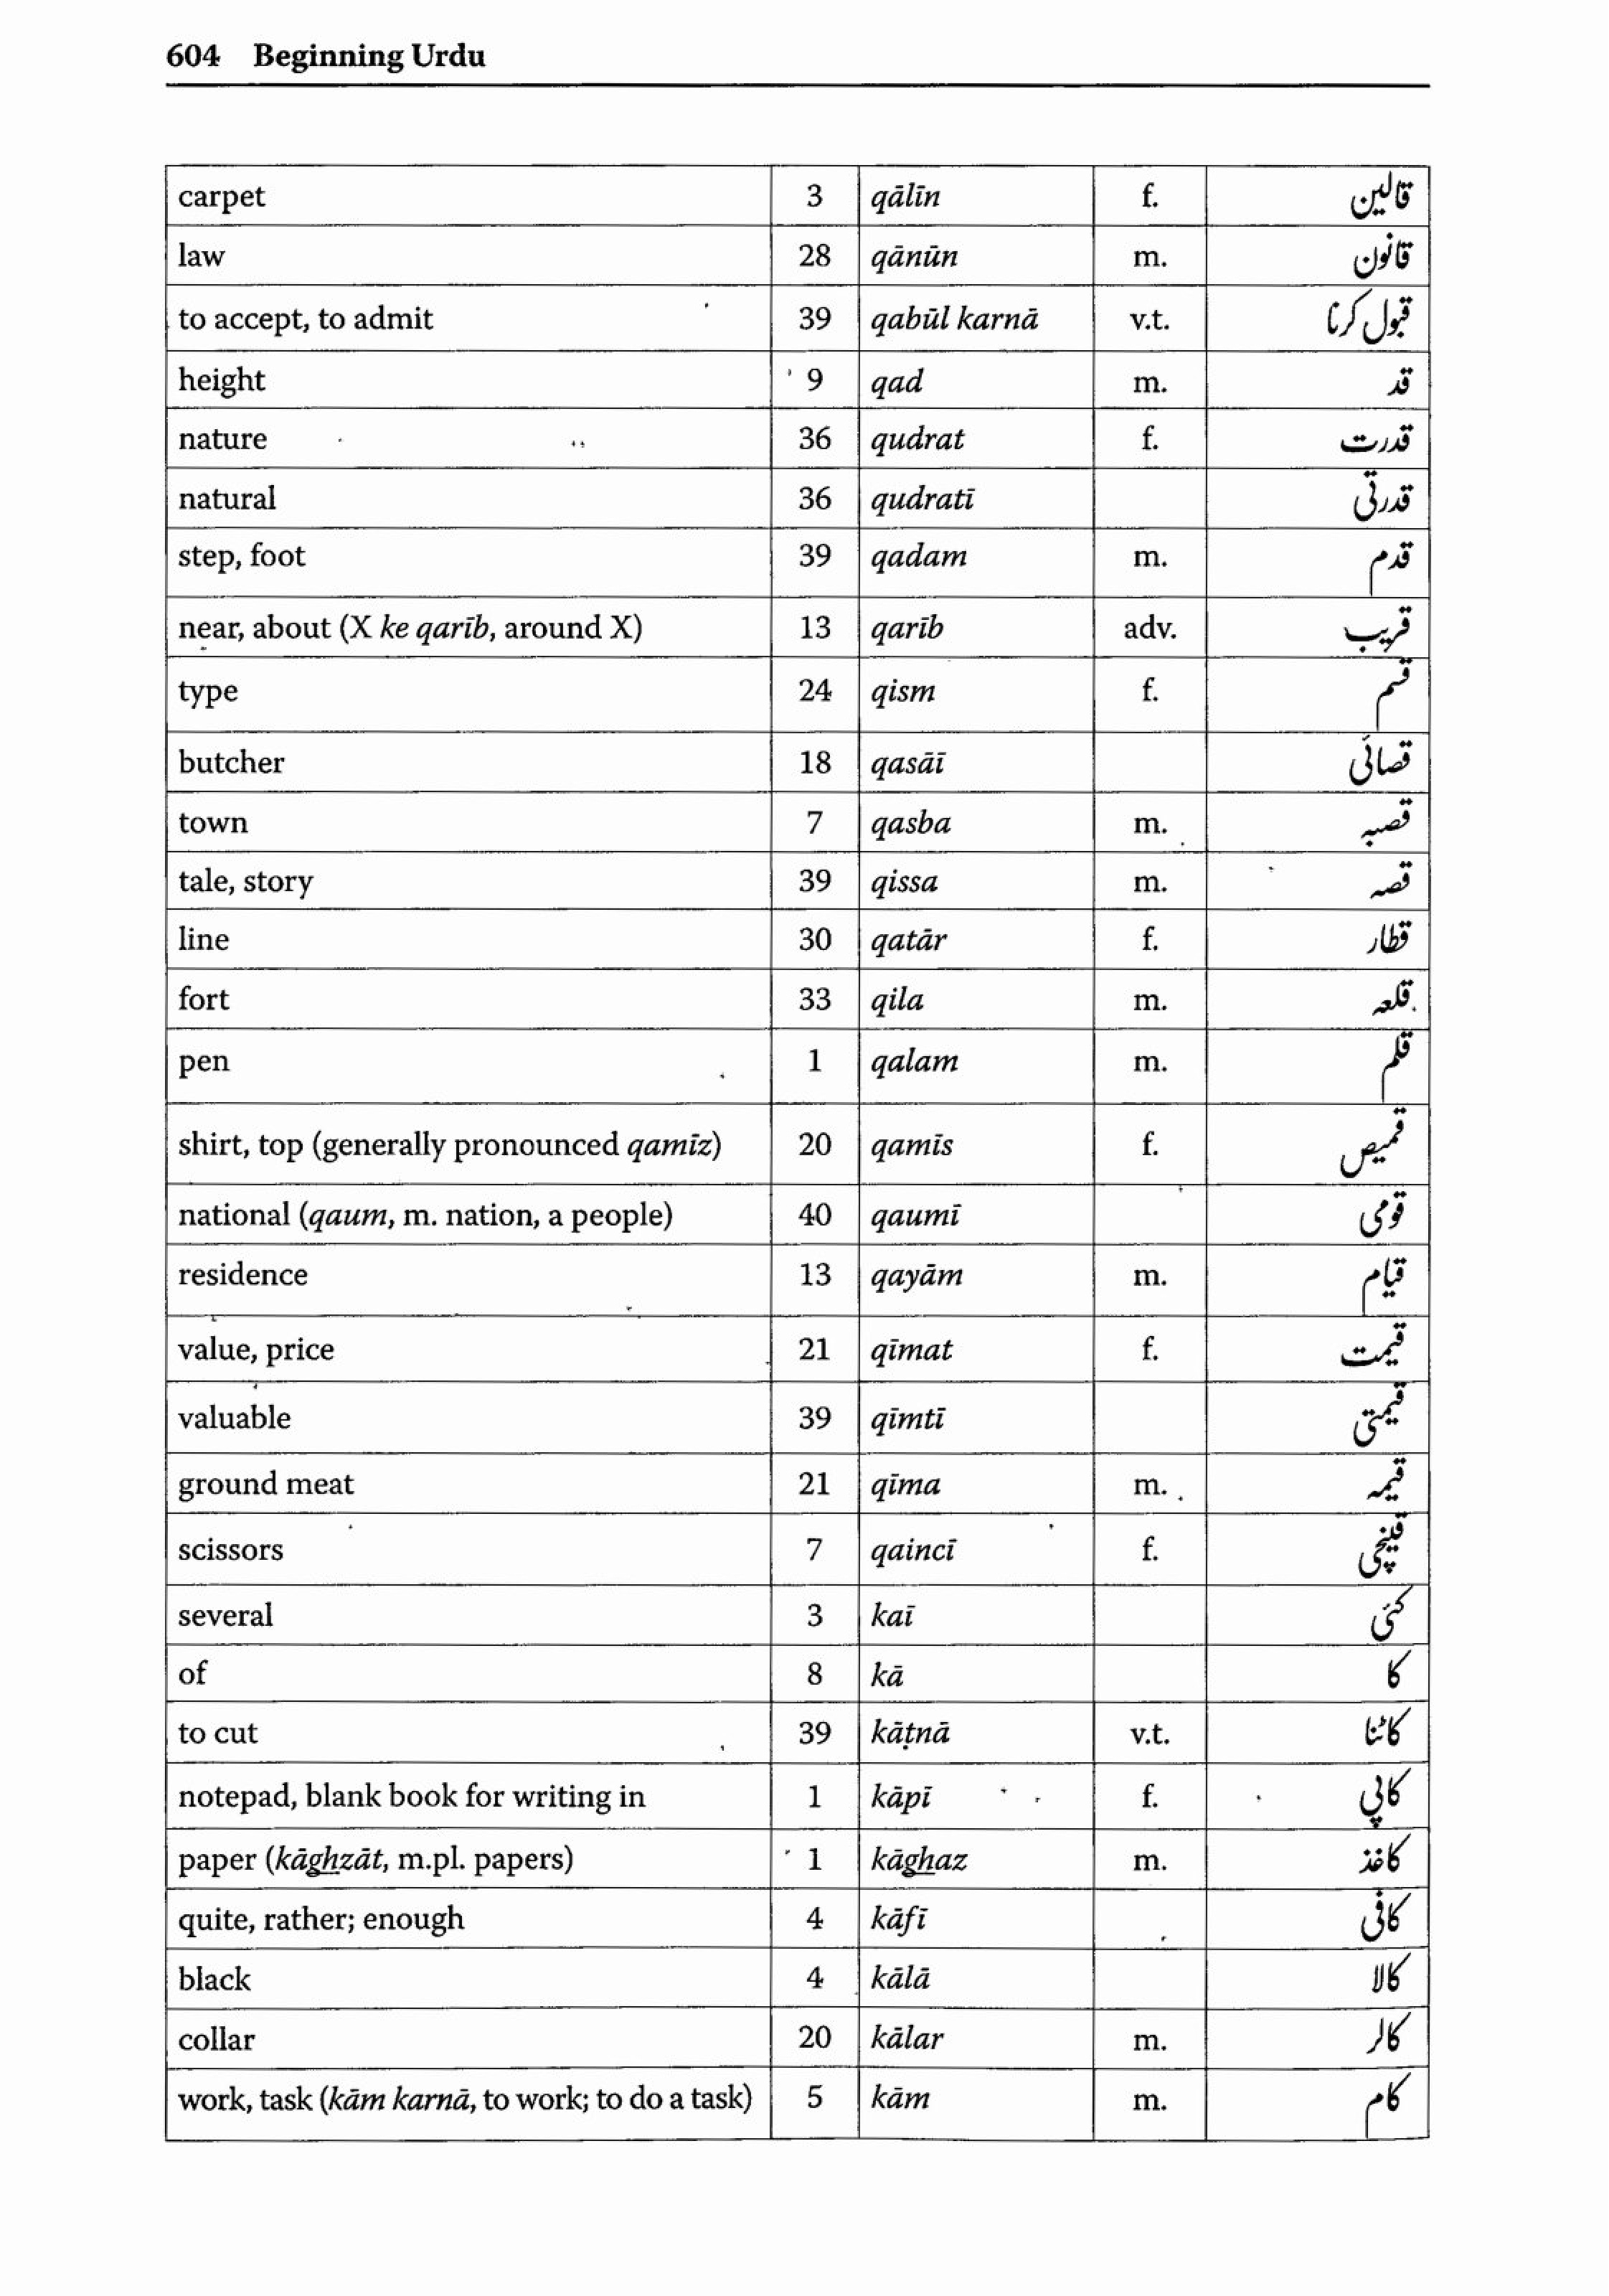 604 Beginning Urdu
carpet 3 qālīn f. قالین
law 28 qānūn m. قانون
to accept, to admit 39 qabūl karnā v.t. قبول کرنا
height 9 qad m. قد
nature 36 qudrat f. قدرت
natural 36 qudratī قدرتی
step, foot 39 qadam m. قدم
near, about (X ke qarīb, around X) 13 qarīb adv. قریب
type 24 qism f. قسم
butcher 18 qasāī قصائی
town 7 qasba m. قصبہ
tale, story 39 qissa m. قصہ
line 30 qatār f. قطار
fort 33 qila m. قلعہ
pen 1 qalam m. قلم
shirt, top (generally pronounced qamīz) 20 qamīs f. قمیص
national (qaum, m. nation, a people) 40 qaumī قومی
residence 13 qayām m. قیام
value, price 21 qīmat f. قیمت
valuable 39 qīmtī قیمتی
ground meat 21 qīma m. قیمہ
scissors 7 qaincī f. قینچی
several 3 kaī کئی
of 8 kā کا
to cut 39 kāṭnā v.t. کاٹنا
notepad, blank book for writing in 1 kāpī f. کاپی
paper (kāghzāt, m.pl. papers) 1 kāghaz m. کاغذ
quite, rather; enough 4 kāfī کافی
black 4 kālā کالا
collar 20 kālar m. کالر
work, task (kām karnā, to work; to do a task) 5 kām m. کام